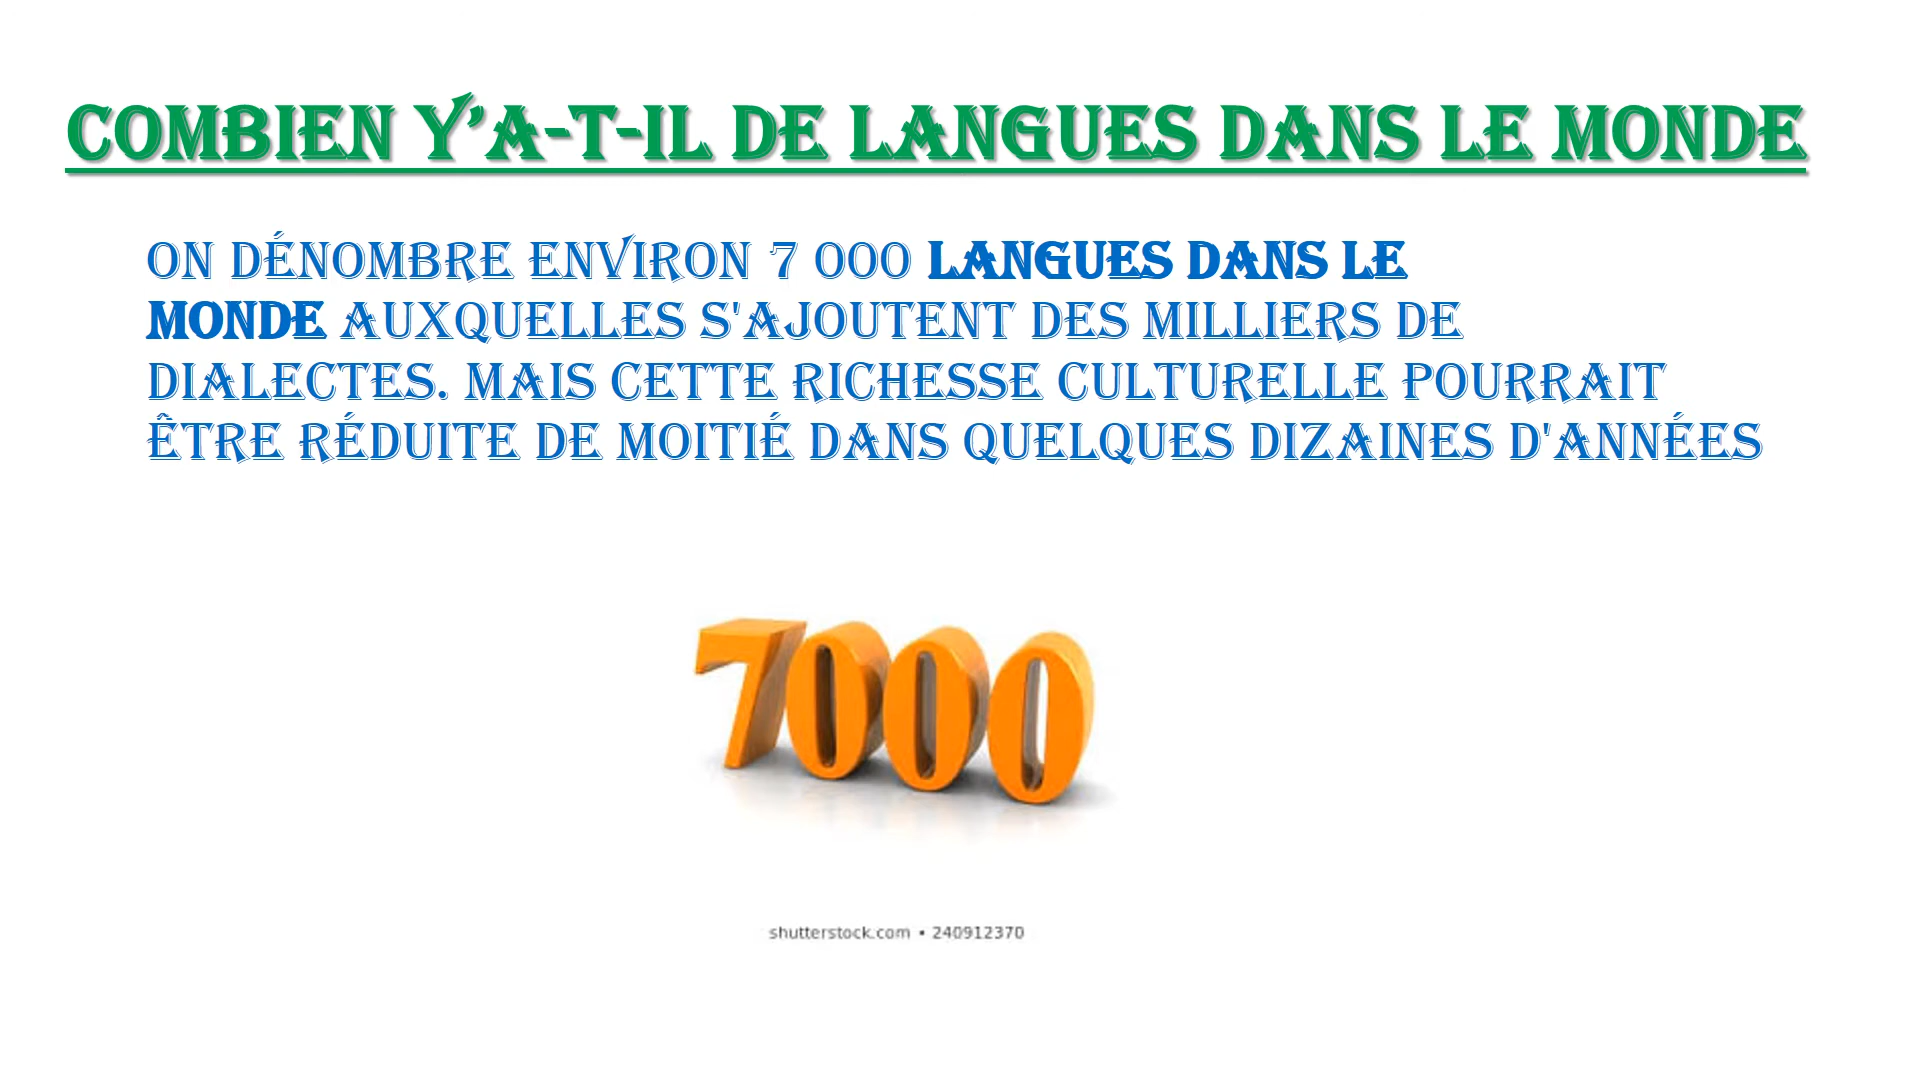 COMBIEN Y’A-T-IL DE LANGUES DANS LE MONDE
ON DÉNOMBRE ENVIRON 7 000 LANGUES DANS LE
MONDE AUXQUELLES S'AJOUTENT DES MILLIERS DE
DIALECTES. MAIS CETTE RICHESSE CULTURELLE POURRAIT
ÊTRE RÉDUITE DE MOITIÉ DANS QUELQUES DIZAINES D'ANNÉES
7000
shutterstock.com • 240912370